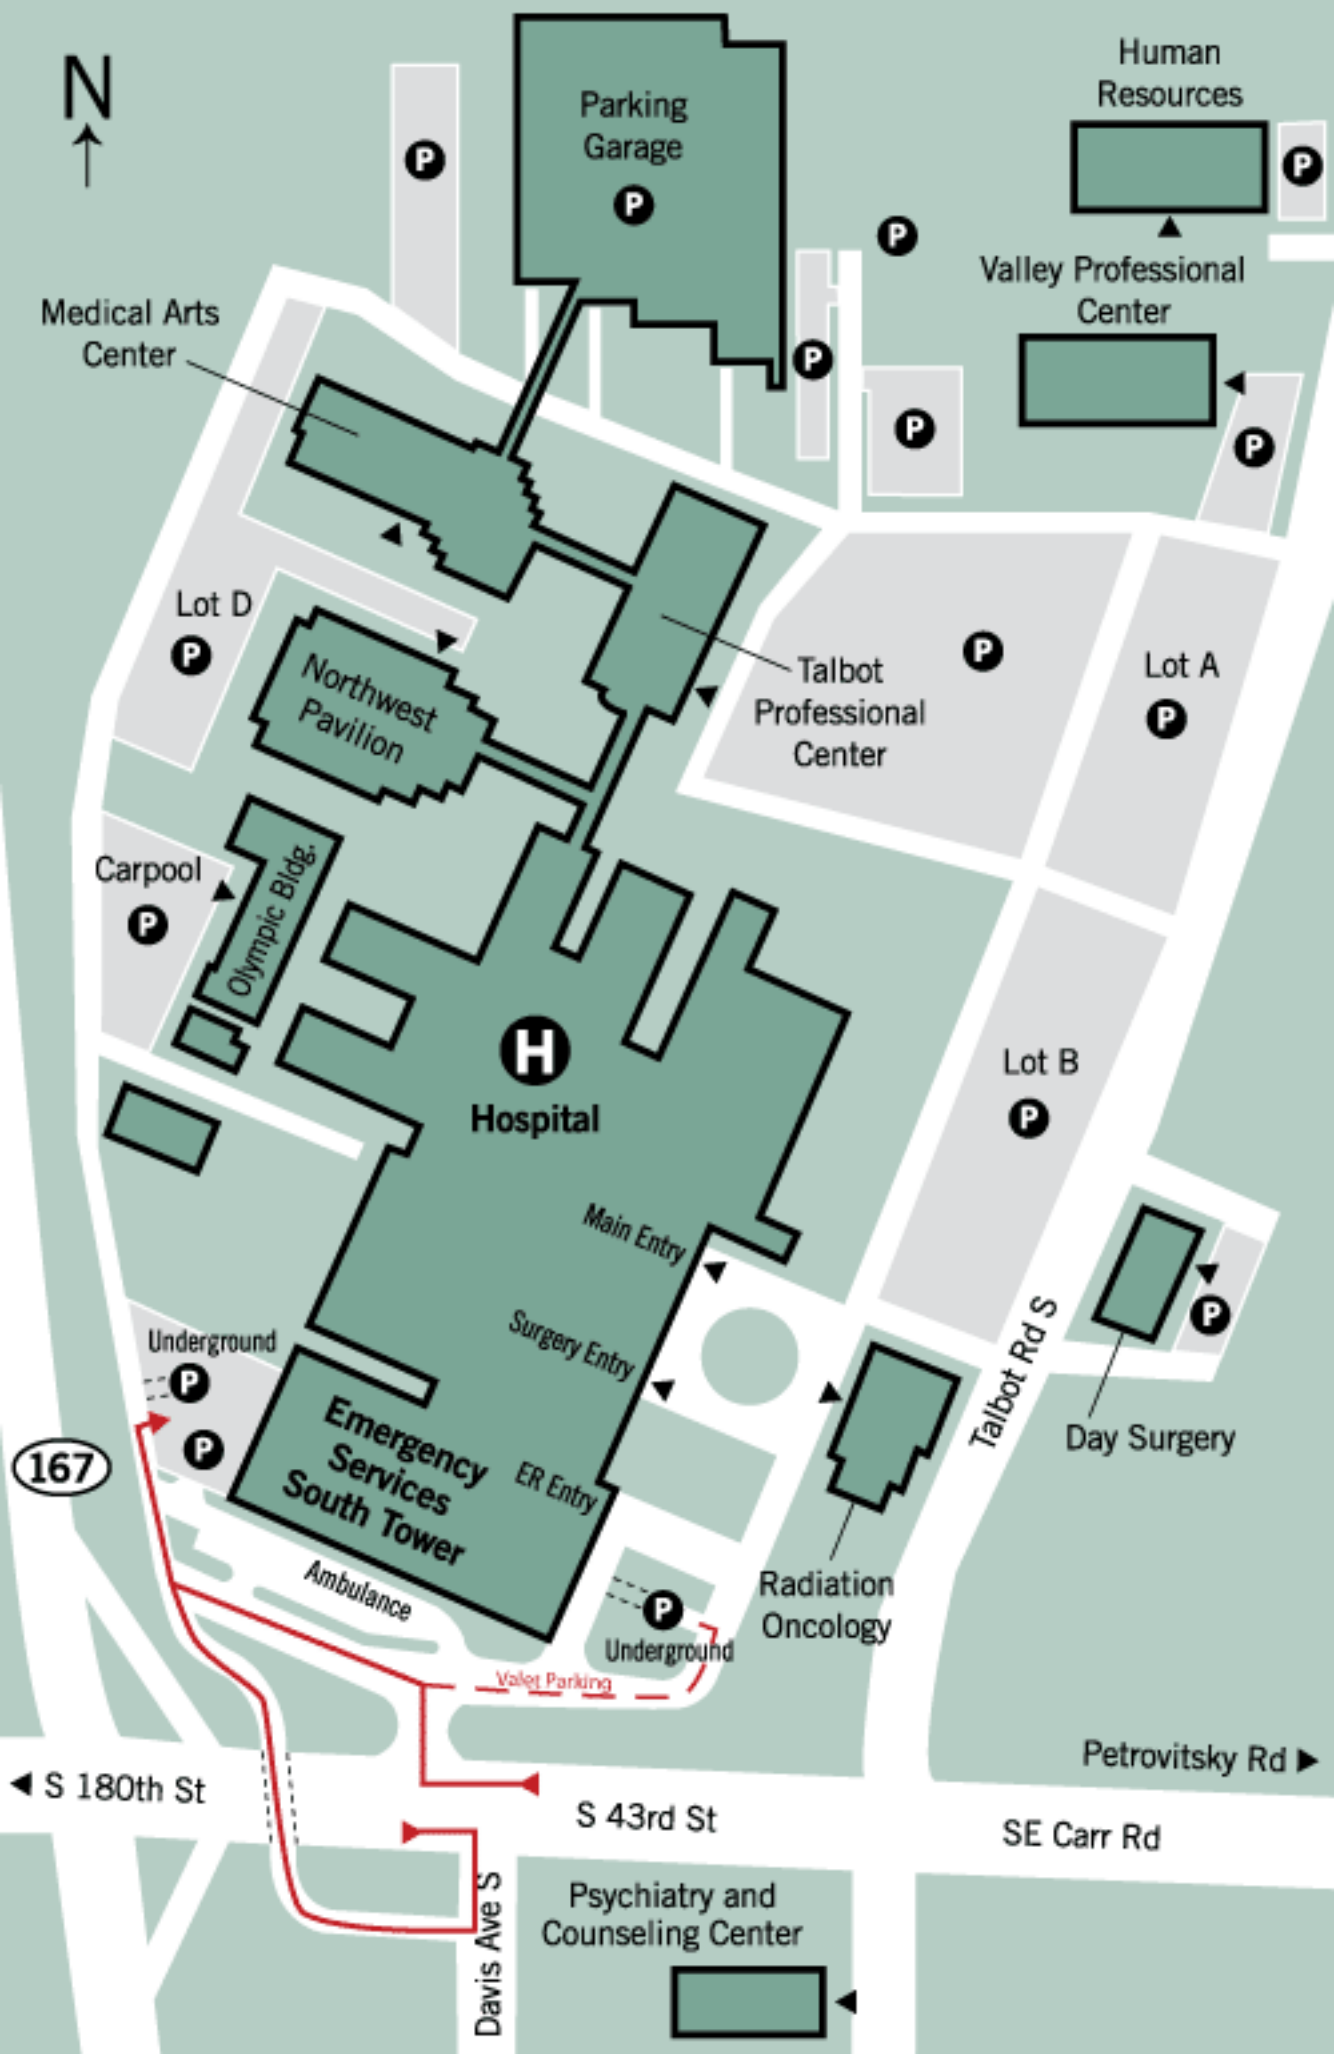 N
Human
Resources
P
Parking
Garage
P
P
P
Valley Professional
Center
P
P
P
Medical Arts
Center
Lot D
P
P
Lot A
P
Talbot
Professional
Center
Northwest
Pavilion
Carpool
P
Olympic Bldg.
H
Hospital
Lot B
P
Main Entry
Surgery Entry
ER Entry
Underground
P
P
Emergency
Services
South Tower
Ambulance
167
Talbot Rd S
P
Day Surgery
Radiation
Oncology
P
Underground
Valet Parking
Petrovitsky Rd
S 180th St
S 43rd St
SE Carr Rd
Davis Ave S
Psychiatry and
Counseling Center